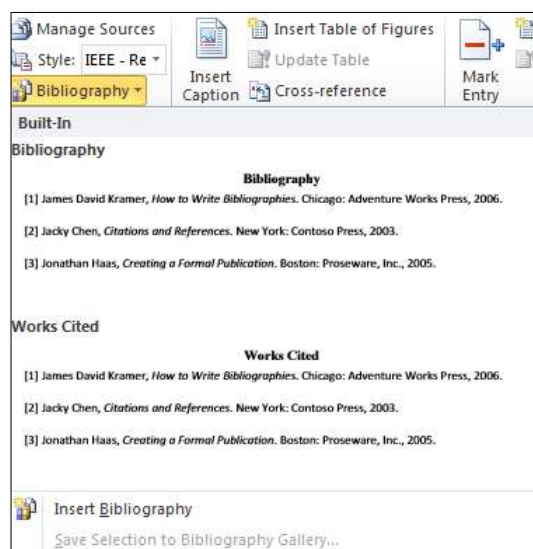 Manage Sources
Style: IEEE - Re
Bibliography
Insert Caption
Insert Table of Figures
Update Table
Cross-reference
Mark Entry
Built-In
Bibliography
Bibliography
[1] James David Kramer, How to Write Bibliographies. Chicago: Adventure Works Press, 2006.
[2] Jacky Chen, Citations and References. New York: Contoso Press, 2003.
[3] Jonathan Haas, Creating a Formal Publication. Boston: Proseware, Inc., 2005.
Works Cited
Works Cited
[1] James David Kramer, How to Write Bibliographies. Chicago: Adventure Works Press, 2006.
[2] Jacky Chen, Citations and References. New York: Contoso Press, 2003.
[3] Jonathan Haas, Creating a Formal Publication. Boston: Proseware, Inc., 2005.
Insert Bibliography
Save Selection to Bibliography Gallery...